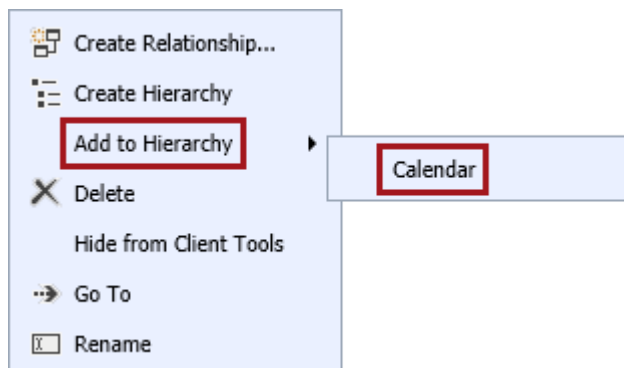 Create Relationship...
Create Hierarchy
Add to Hierarchy
Calendar
Delete
Hide from Client Tools
Go To
Rename